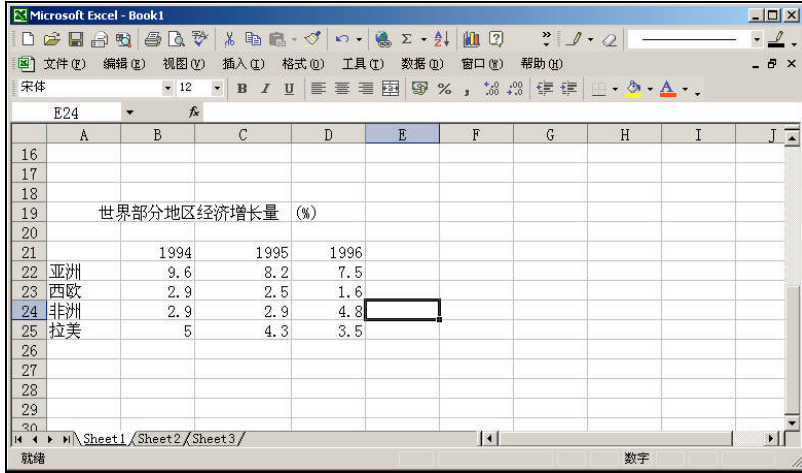 Microsoft Excel - Book1
文件(F) 编辑(E) 视图(V) 插入(I) 格式(O) 工具(T) 数据(D) 窗口(W) 帮助(H)
宋体 12 B I U % ,
E24 fx
A B C D E F G H I J
16
17
18
19 世界部分地区经济增长量 (%)
20
21 1994 1995 1996
22 亚洲 9.6 8.2 7.5
23 西欧 2.9 2.5 1.6
24 非洲 2.9 2.9 4.8
25 拉美 5 4.3 3.5
26
27
28
29
30
Sheet1 Sheet2 Sheet3
就绪 数字